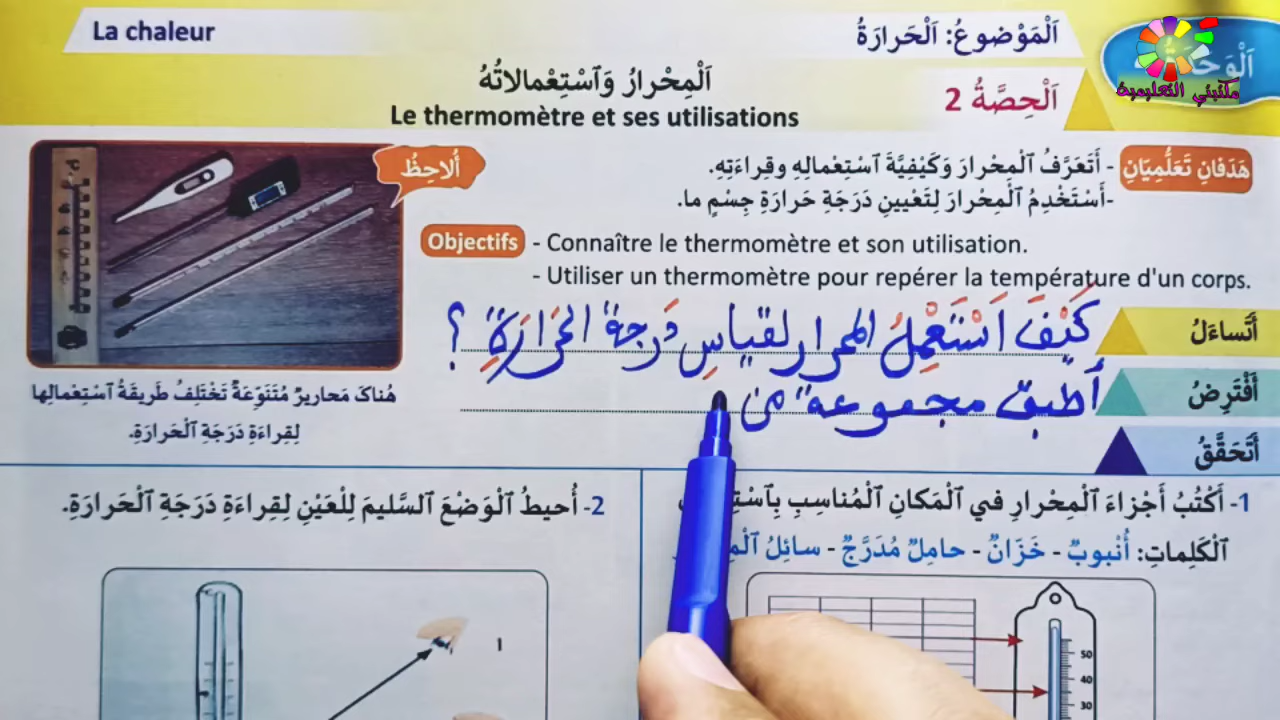 La chaleur
اَلْمَوْضوعُ: اَلْحَرارَةُ
مكتبتي التعليمية
اَلْحِصَّةُ 2
اَلْمِحْرارُ وَٱسْتِعْمالاتُهُ
Le thermomètre et ses utilisations
هَدَفانِ تَعَلُّمِيّانِ
- أَتَعَرَّفُ ٱلْمِحْرارَ وَكَيْفِيَّةَ ٱسْتِعْمالِهِ وقِراءَتِهِ.
-أَسْتَخْدِمُ ٱلْمِحْرارَ لِتَعْيينِ دَرَجَةِ حَرارَةِ جِسْمٍ ما.
Objectifs
- Connaître le thermomètre et son utilisation.
- Utiliser un thermomètre pour repérer la température d'un corps.
أُلاحِظُ
هُناكَ مَحاريرٌ مُتَنَوِّعَةٌ تَخْتَلِفُ طَريقَةُ ٱسْتِعْمالِها
لِقِراءَةِ دَرَجَةِ ٱلْحَرارَةِ.
أَتَساءَلُ
كَيْفَ اَسْتَعْمِلُ المحرار لقياسِ دَرجة الحَرارَةِ ؟
أَفْتَرِضُ
أطبق مجموعة من
أَتَحَقَّقُ
1- أَكْتُبُ أَجْزاءَ ٱلْمِحْرارِ في ٱلْمَكانِ ٱلْمُناسِبِ
ٱلْكَلِماتِ: أُنْبوبٌ - خَزّانٌ - حامِلٌ مُدَرَّجٌ - سائِلُ
50
40
30
2- أُحيطُ ٱلْوَضْعَ ٱلسَّليمَ لِلْعَيْنِ لِقِراءَةِ دَرَجَةِ ٱلْحَرارَةِ.
1